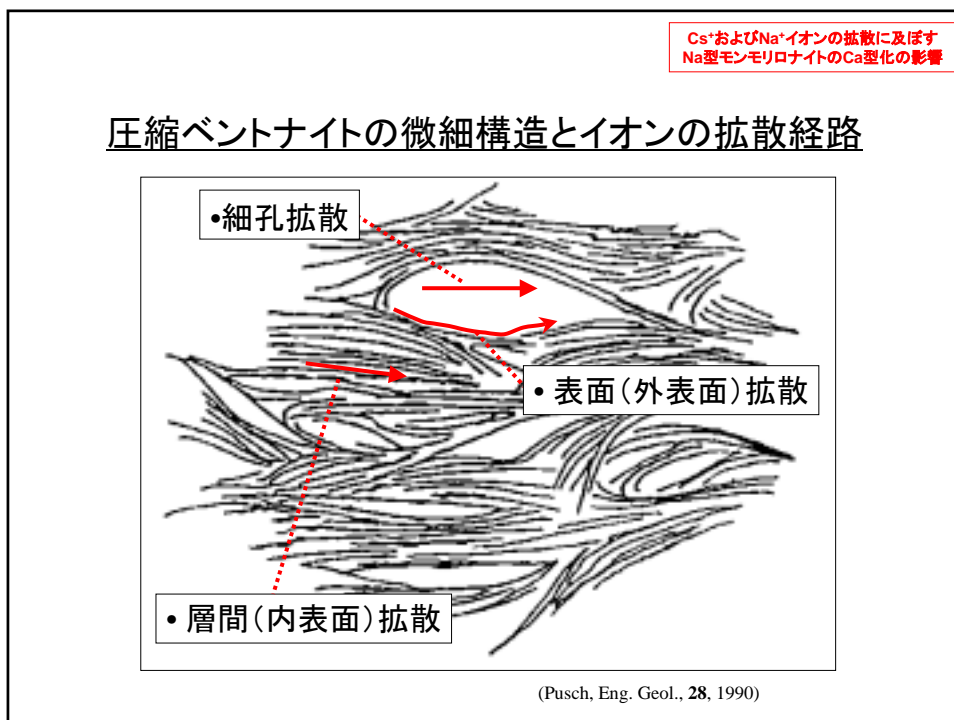 Cs⁺およびNa⁺イオンの拡散に及ぼす
Na型モンモリロナイトのCa型化の影響
圧縮ベントナイトの微細構造とイオンの拡散経路
•細孔拡散
• 表面(外表面)拡散
• 層間(内表面)拡散
(Pusch, Eng. Geol., 28, 1990)